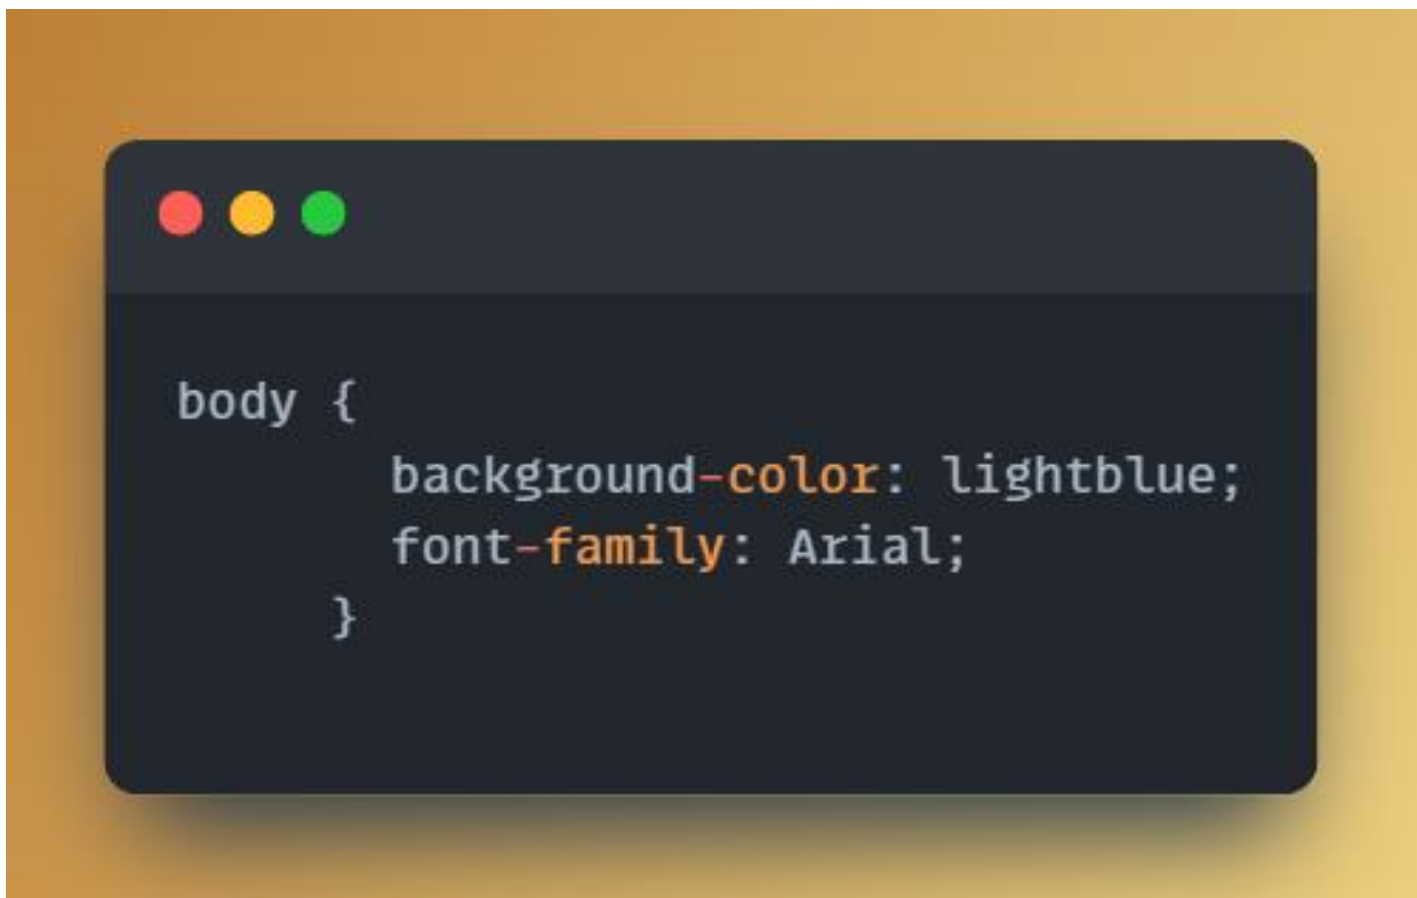 body {
       background-color: lightblue;
       font-family: Arial;
     }